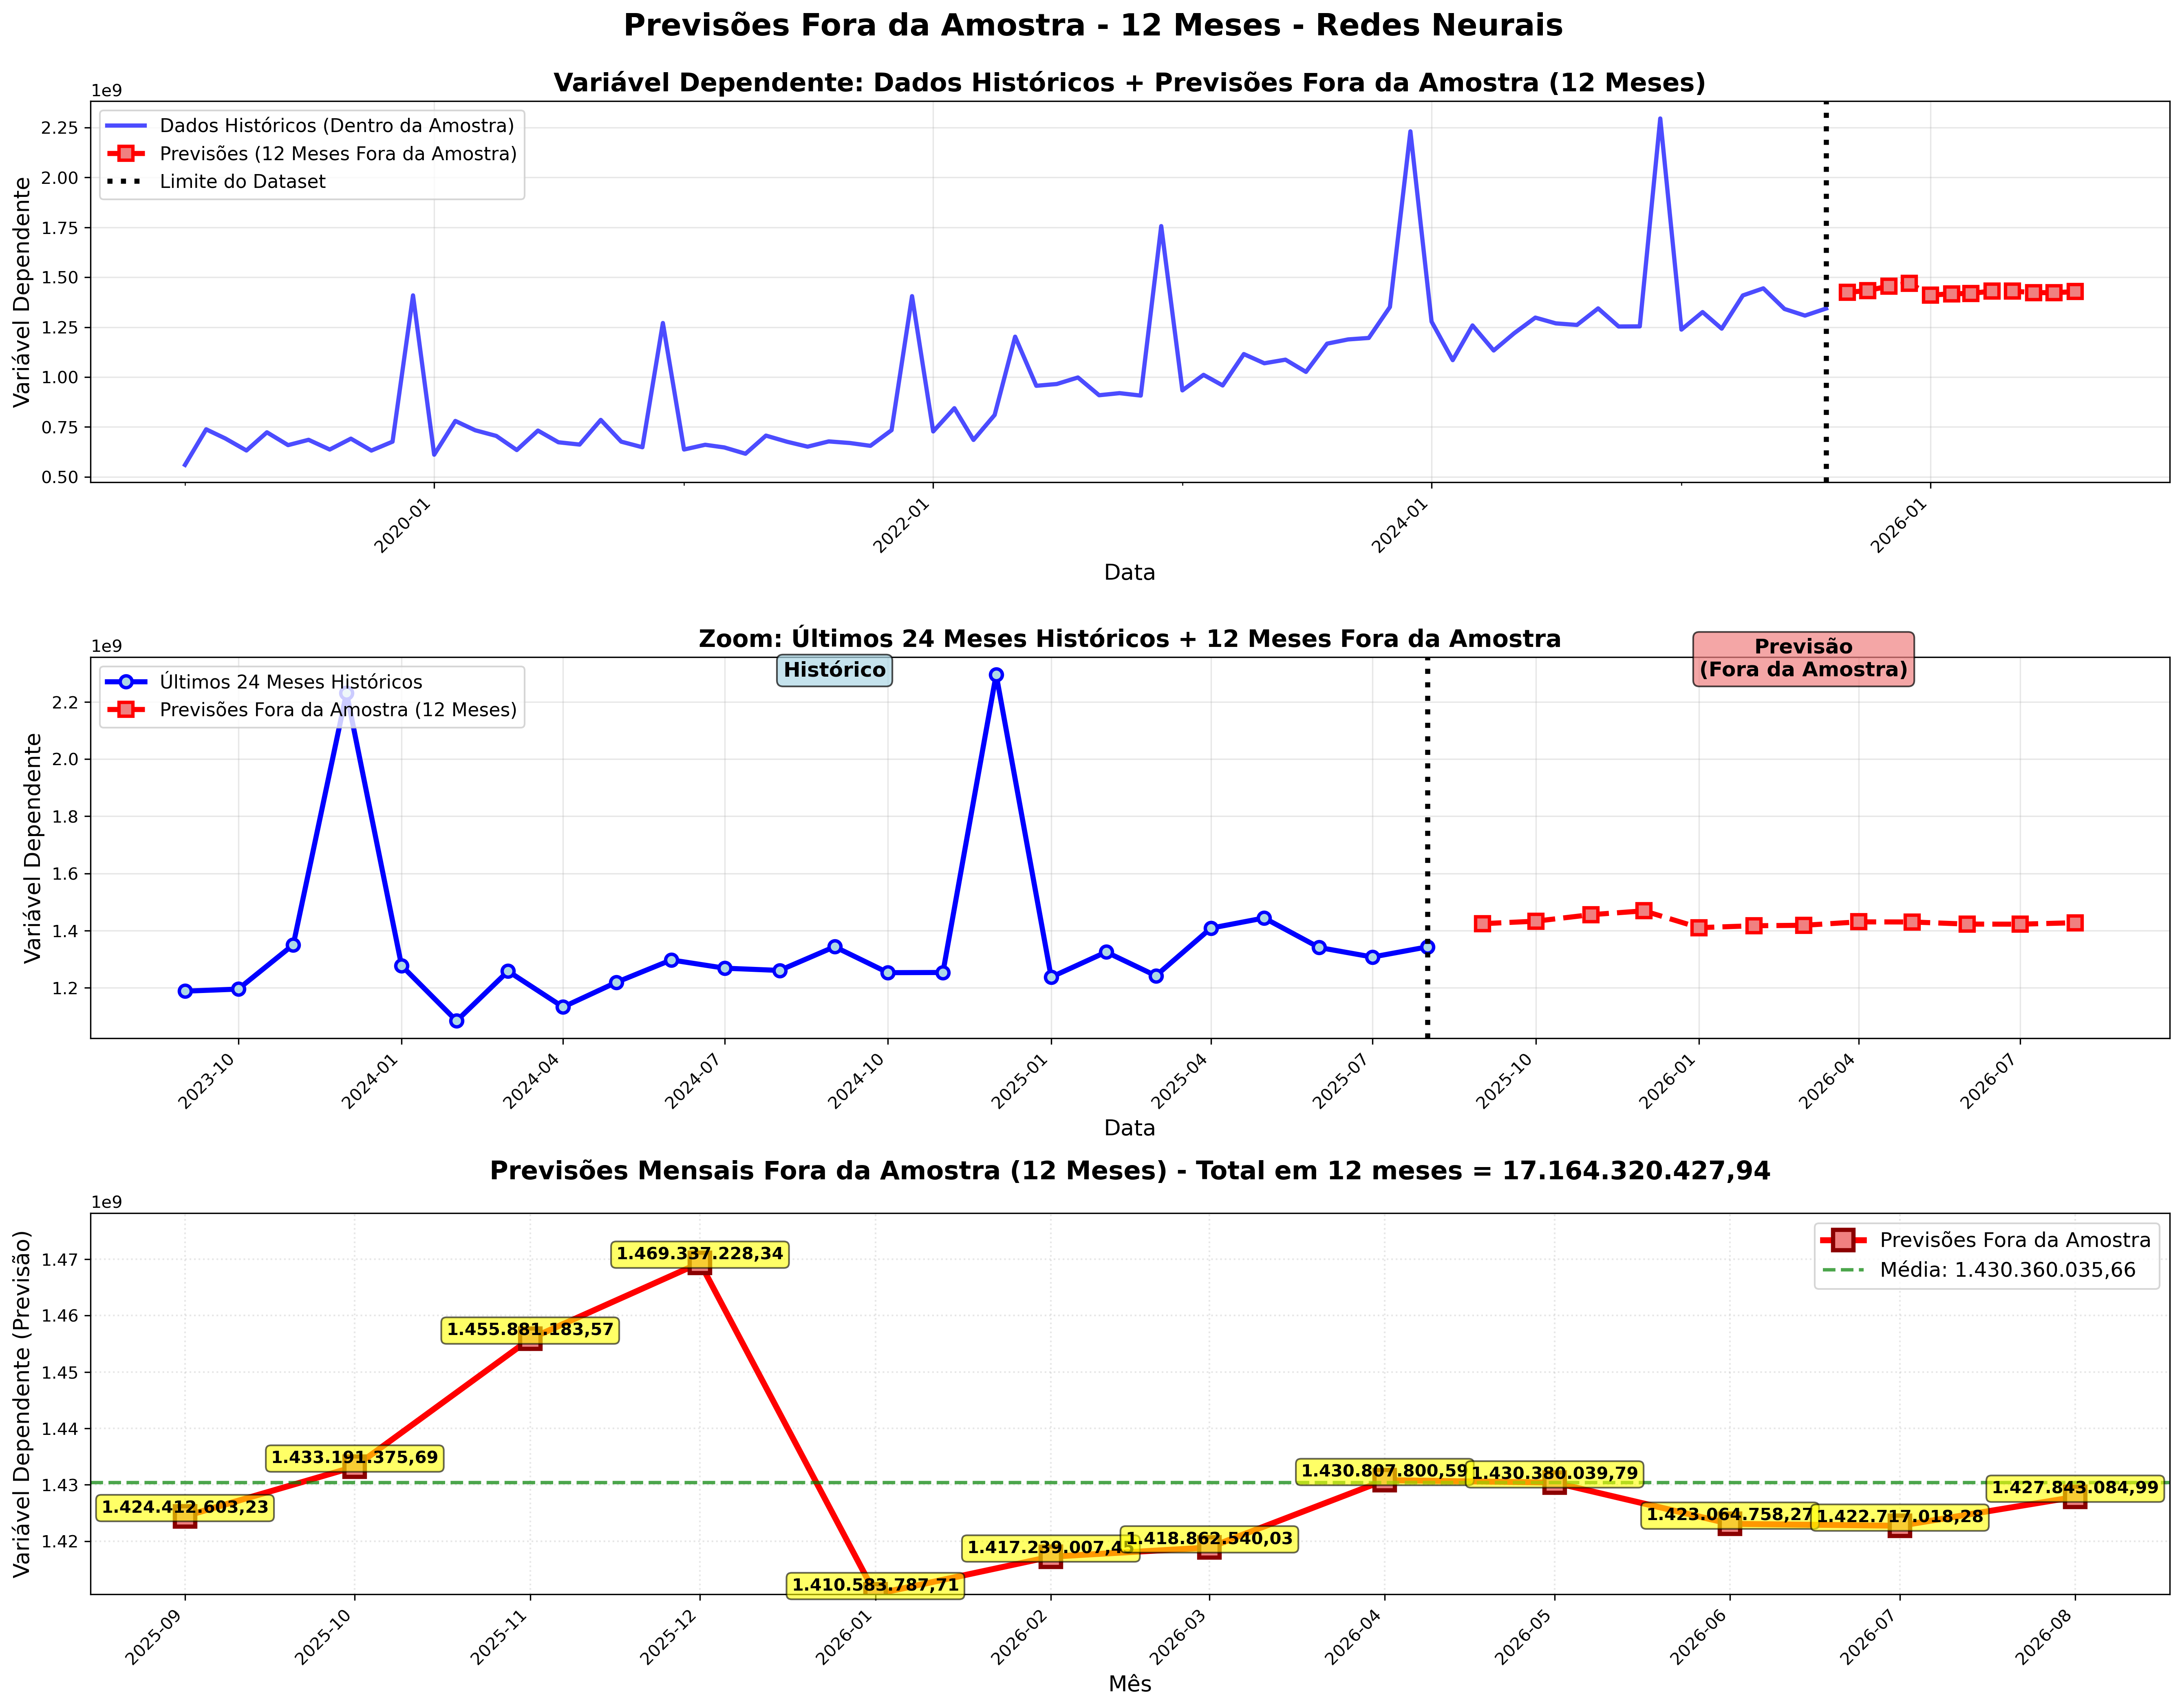 Previsões Fora da Amostra - 12 Meses - Redes Neurais
Variável Dependente: Dados Históricos + Previsões Fora da Amostra (12 Meses)
1e9
Dados Históricos (Dentro da Amostra)
Previsões (12 Meses Fora da Amostra)
Limite do Dataset
Variável Dependente
2.25
2.00
1.75
1.50
1.25
1.00
0.75
0.50
2020-01
2022-01
2024-01
2026-01
Data
Zoom: Últimos 24 Meses Históricos + 12 Meses Fora da Amostra
1e9
Últimos 24 Meses Históricos
Previsões Fora da Amostra (12 Meses)
Histórico
Previsão
(Fora da Amostra)
Variável Dependente
2.2
2.0
1.8
1.6
1.4
1.2
2023-10
2024-01
2024-04
2024-07
2024-10
2025-01
2025-04
2025-07
2025-10
2026-01
2026-04
2026-07
Data
Previsões Mensais Fora da Amostra (12 Meses) - Total em 12 meses = 17.164.320.427,94
1e9
Previsões Fora da Amostra
Média: 1.430.360.035,66
Variável Dependente (Previsão)
1.47
1.46
1.45
1.44
1.43
1.42
1.424.412.603,23
1.433.191.375,69
1.455.881.183,57
1.469.337.228,34
1.410.583.787,71
1.417.239.007,45
1.418.862.540,03
1.430.807.800,59
1.430.380.039,79
1.423.064.758,27
1.422.717.018,28
1.427.843.084,99
2025-09
2025-10
2025-11
2025-12
2026-01
2026-02
2026-03
2026-04
2026-05
2026-06
2026-07
2026-08
Mês